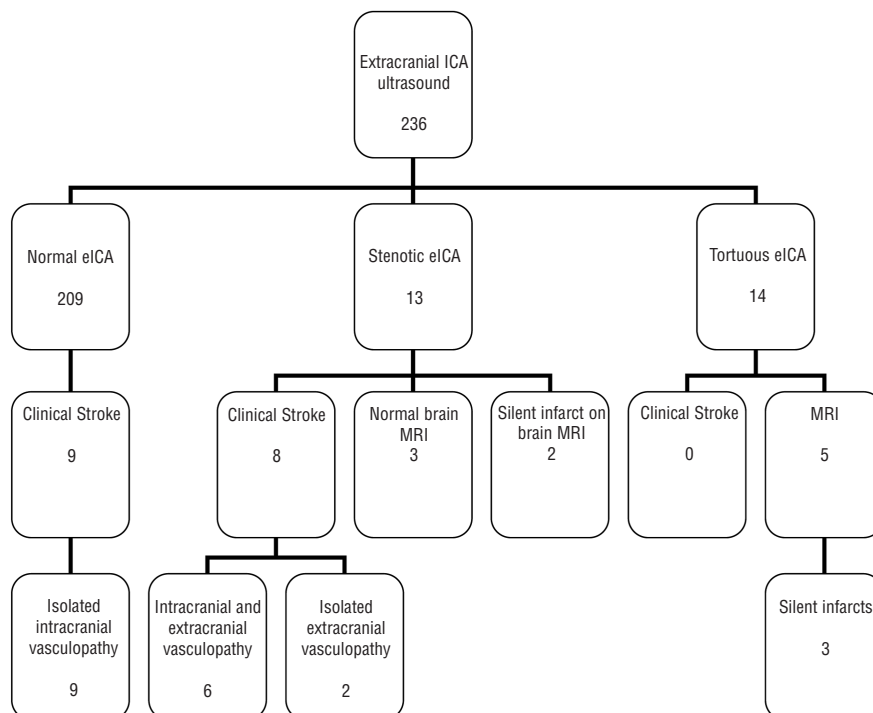 Extracranial ICA
ultrasound
236
Normal eICA
209
Stenotic eICA
13
Tortuous eICA
14
Clinical Stroke
9
Clinical Stroke
8
Normal brain
MRI
3
Silent infarct on
brain MRI
2
Clinical Stroke
0
MRI
5
Isolated
intracranial
vasculopathy
9
Intracranial and
extracranial
vasculopathy
6
Isolated
extracranial
vasculopathy
2
Silent infarcts
3